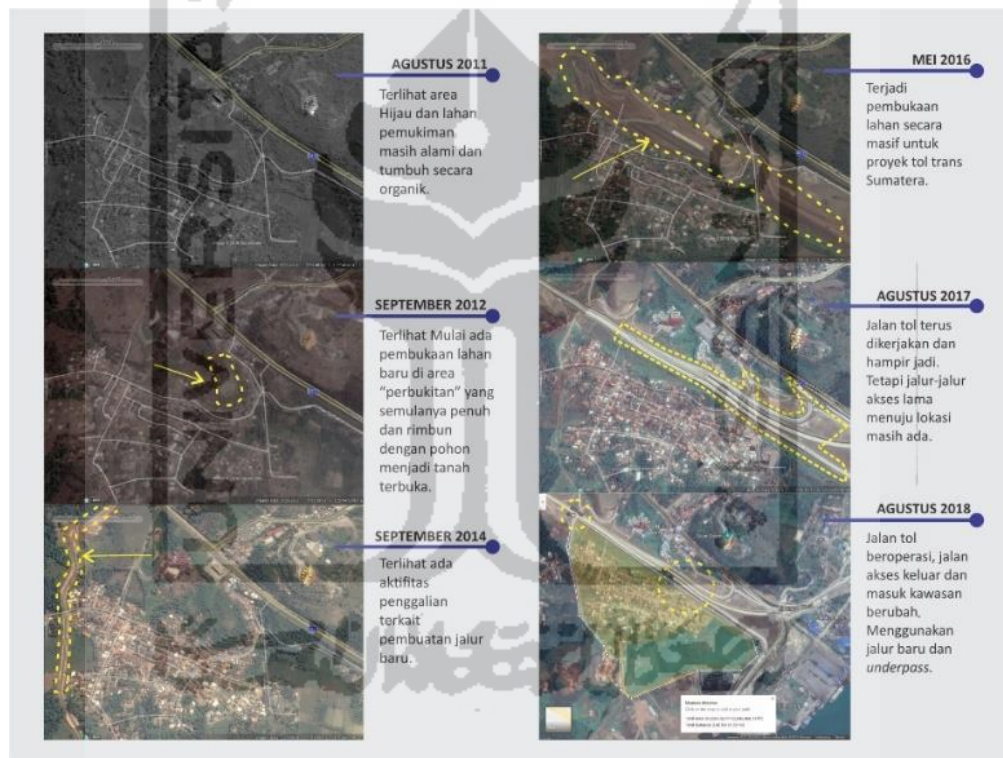 AGUSTUS 2011
Terlihat area
Hijau dan lahan
pemukiman
masih alami dan
tumbuh secara
organik.
SEPTEMBER 2012
Terlihat Mulai ada
pembukaan lahan
baru di area
"perbukitan" yang
semulanya penuh
dan rimbun
dengan pohon
menjadi tanah
terbuka.
SEPTEMBER 2014
Terlihat ada
aktifitas
penggalian
terkait
pembuatan jalur
baru.
MEI 2016
Terjadi
pembukaan
lahan secara
masif untuk
proyek tol trans
Sumatera.
AGUSTUS 2017
Jalan tol terus
dikerjakan dan
hampir jadi.
Tetapi jalur-jalur
akses lama
menuju lokasi
masih ada.
AGUSTUS 2018
Jalan tol
beroperasi, jalan
akses keluar dan
masuk kawasan
berubah,
Menggunakan
jalur baru dan
underpass.